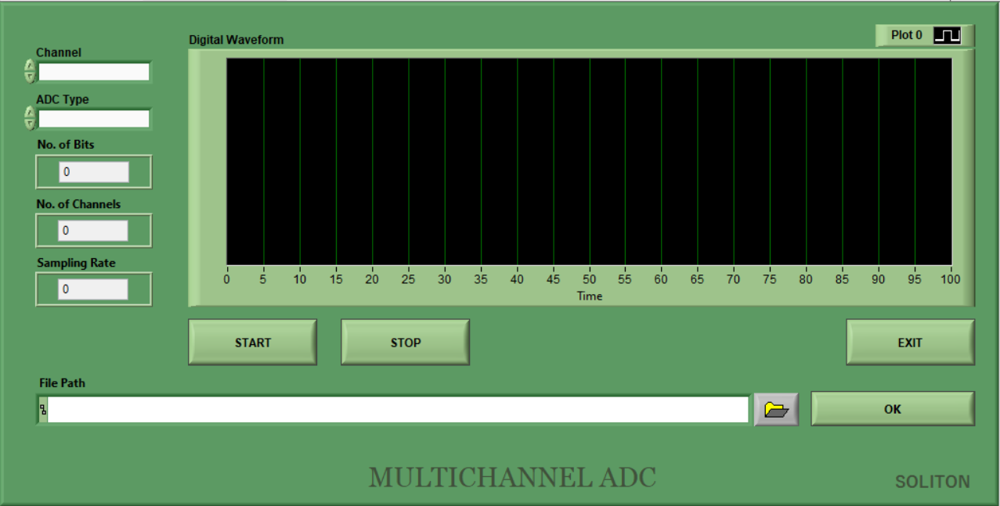 Channel
ADC Type
No. of Bits
0
No. of Channels
0
Sampling Rate
0
Digital Waveform
Plot 0
0 5 10 15 20 25 30 35 40 45 50 55 60 65 70 75 80 85 90 95 100
Time
START STOP EXIT
File Path
OK
MULTICHANNEL ADC
SOLITON